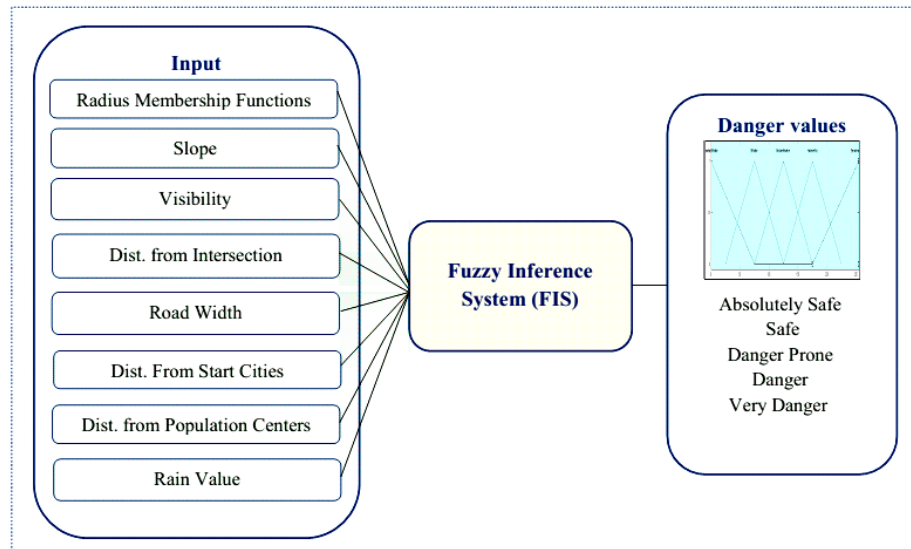 Input
Radius Membership Functions
Slope
Visibility
Dist. from Intersection
Road Width
Dist. From Start Cities
Dist. from Population Centers
Rain Value
Fuzzy Inference
System (FIS)
Danger values
Absolutely Safe
Safe
Danger Prone
Danger
Very Danger